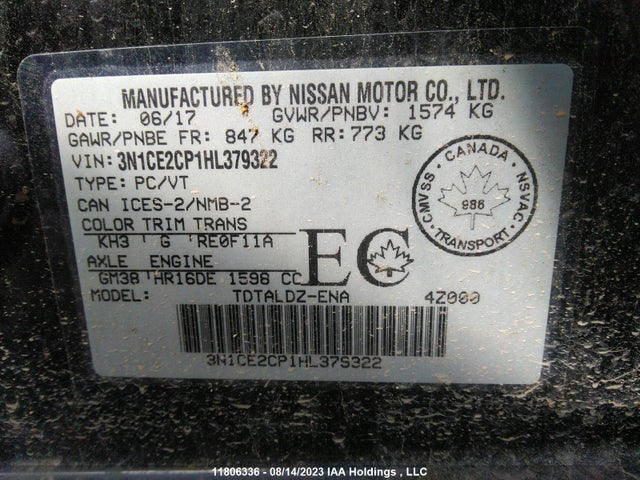 MANUFACTURED BY NISSAN MOTOR CO., LTD.
DATE: 06/17 GVWR/PNBV: 1574 KG
GAWR/PNBE FR: 847 KG RR: 773 KG
VIN: 3N1CE2CP1HL379322
TYPE: PC/VT
CAN ICES-2/NMB-2
COLOR TRIM TRANS
KH3 ' G 'RE0F11A
AXLE ENGINE
GM38 'HR16DE 1598 CC
EC
MODEL: TDTALDZ-ENA 4Z000
CANADA
CMVSS NSVAC
986
TRANSPORT
3N1CE2CP1HL379322
11806336 - 08/14/2023 IAA Holdings , LLC